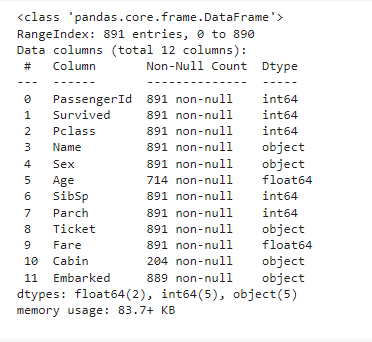 <class 'pandas.core.frame.DataFrame'>
RangeIndex: 891 entries, 0 to 890
Data columns (total 12 columns):
 #   Column       Non-Null Count  Dtype
---  ------       --------------  -----
 0   PassengerId  891 non-null    int64
 1   Survived     891 non-null    int64
 2   Pclass       891 non-null    int64
 3   Name         891 non-null    object
 4   Sex          891 non-null    object
 5   Age          714 non-null    float64
 6   SibSp        891 non-null    int64
 7   Parch        891 non-null    int64
 8   Ticket       891 non-null    object
 9   Fare         891 non-null    float64
 10  Cabin        204 non-null    object
 11  Embarked     889 non-null    object
dtypes: float64(2), int64(5), object(5)
memory usage: 83.7+ KB